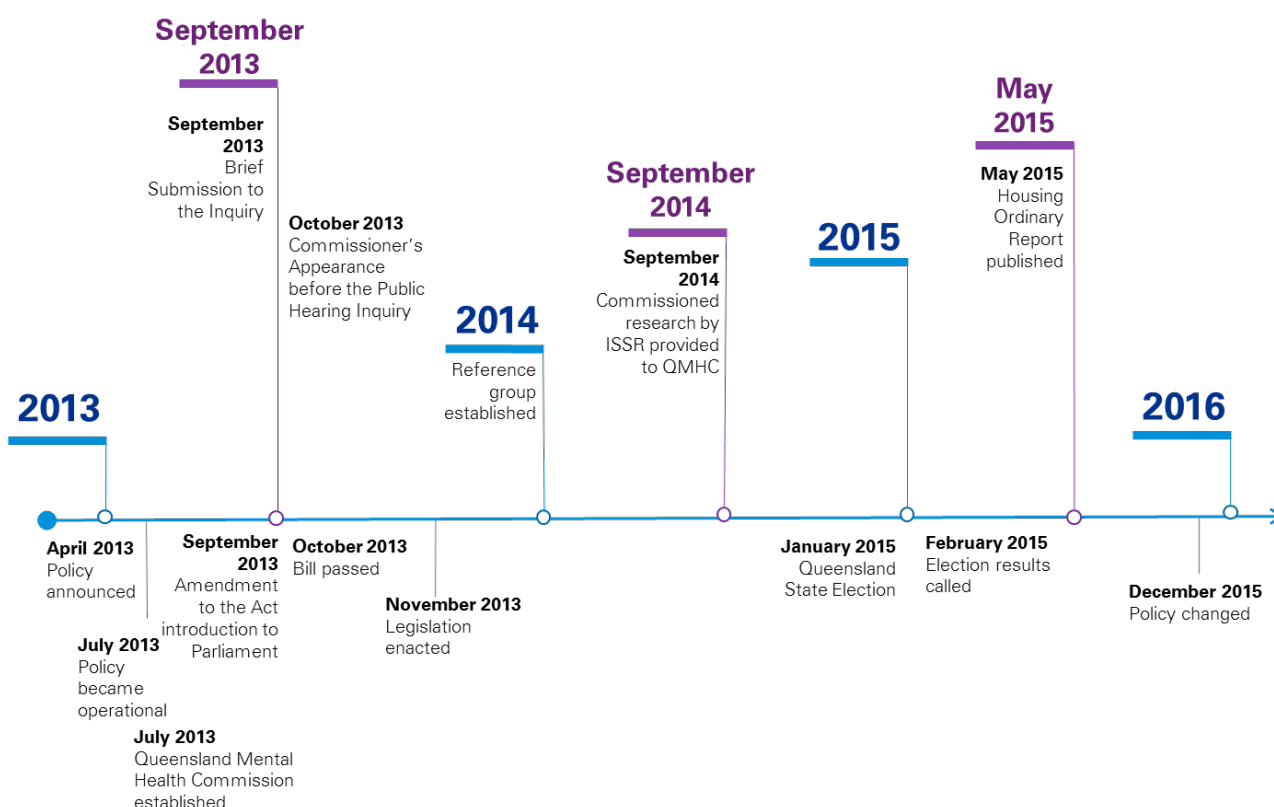 September
2013
September
2013
Brief
Submission to
the Inquiry
October 2013
Commissioner’s
Appearance
before the Public
Hearing Inquiry
September
2014
September
2014
Commissioned
research by
ISSR provided
to QMHC
May
2015
May 2015
Housing
Ordinary
Report
published
2013
2014
Reference
group
established
2015
2016
April 2013
Policy
announced
July 2013
Policy
became
operational
July 2013
Queensland Mental
Health Commission
established
September
2013
Amendment
to the Act
introduction to
Parliament
October 2013
Bill passed
November 2013
Legislation
enacted
January 2015
Queensland
State Election
February 2015
Election results
called
December 2015
Policy changed